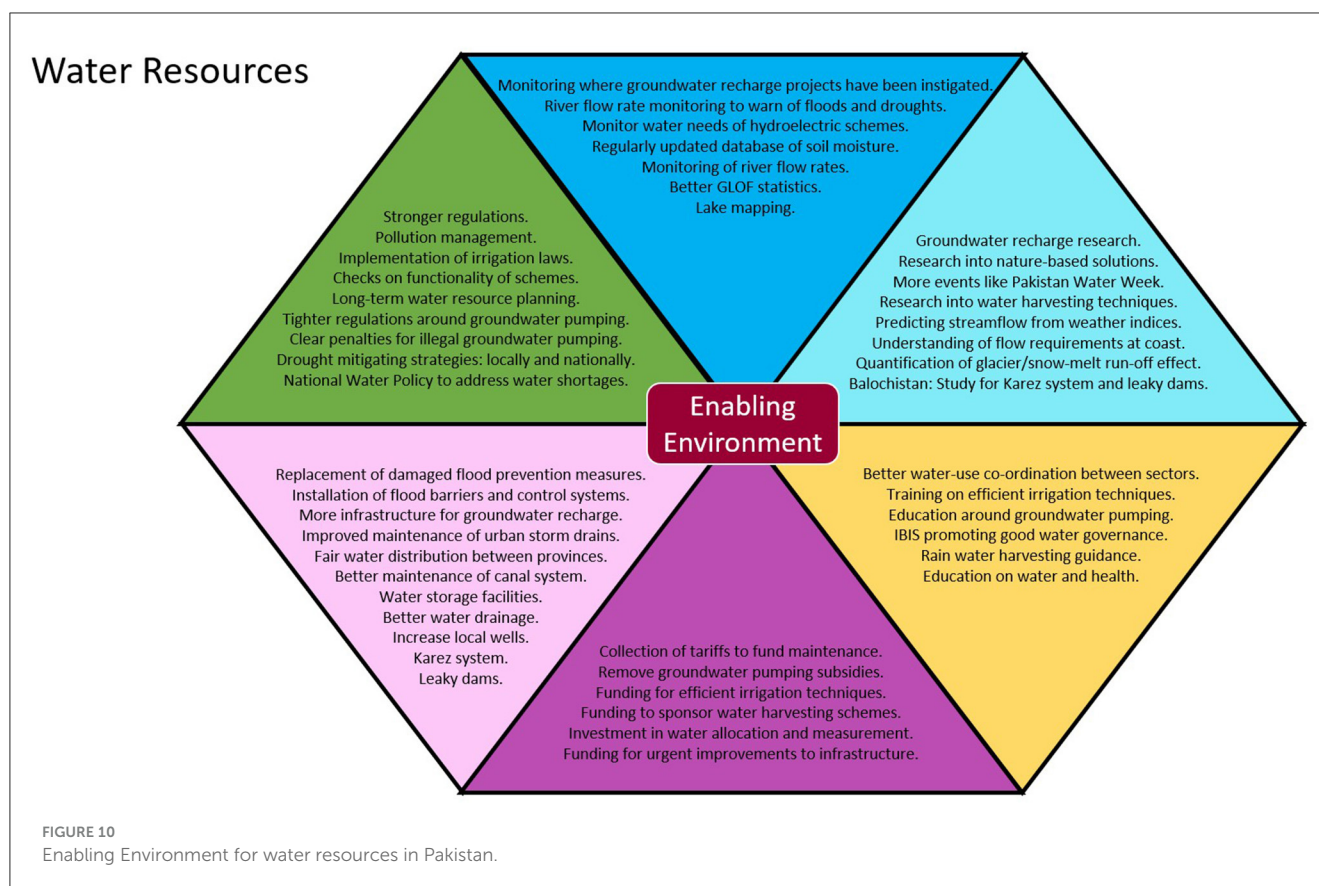 Water Resources
Monitoring where groundwater recharge projects have been instigated.
River flow rate monitoring to warn of floods and droughts.
Monitor water needs of hydroelectric schemes.
Regularly updated database of soil moisture.
Monitoring of river flow rates.
Better GLOF statistics.
Lake mapping.
Stronger regulations.
Pollution management.
Implementation of irrigation laws.
Checks on functionality of schemes.
Long-term water resource planning.
Tighter regulations around groundwater pumping.
Clear penalties for illegal groundwater pumping.
Drought mitigating strategies: locally and nationally.
National Water Policy to address water shortages.
Groundwater recharge research.
Research into nature-based solutions.
More events like Pakistan Water Week.
Research into water harvesting techniques.
Predicting streamflow from weather indices.
Understanding of flow requirements at coast.
Quantification of glacier/snow-melt run-off effect.
Balochistan: Study for Karez system and leaky dams.
Enabling
Environment
Replacement of damaged flood prevention measures.
Installation of flood barriers and control systems.
More infrastructure for groundwater recharge.
Improved maintenance of urban storm drains.
Fair water distribution between provinces.
Better maintenance of canal system.
Water storage facilities.
Better water drainage.
Increase local wells.
Karez system.
Leaky dams.
Collection of tariffs to fund maintenance.
Remove groundwater pumping subsidies.
Funding for efficient irrigation techniques.
Funding to sponsor water harvesting schemes.
Investment in water allocation and measurement.
Funding for urgent improvements to infrastructure.
Better water-use co-ordination between sectors.
Training on efficient irrigation techniques.
Education around groundwater pumping.
IBIS promoting good water governance.
Rain water harvesting guidance.
Education on water and health.
FIGURE 10
Enabling Environment for water resources in Pakistan.